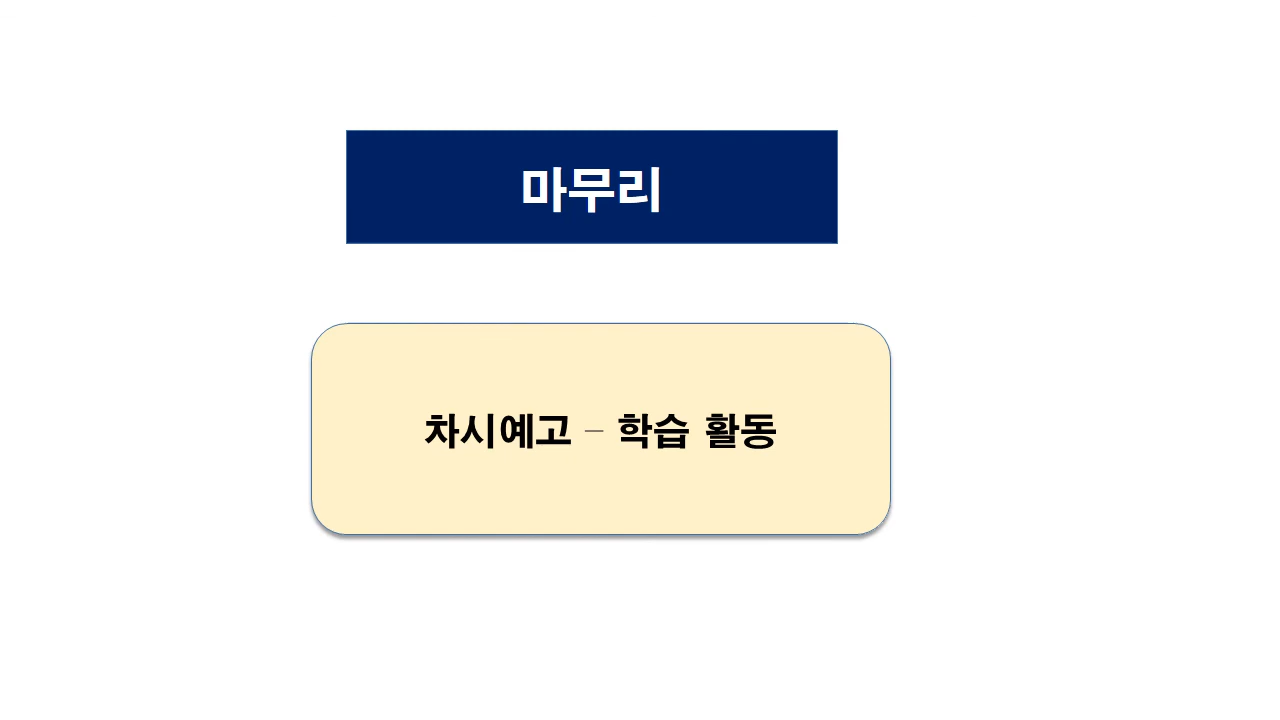 마무리
차시예고 – 학습 활동